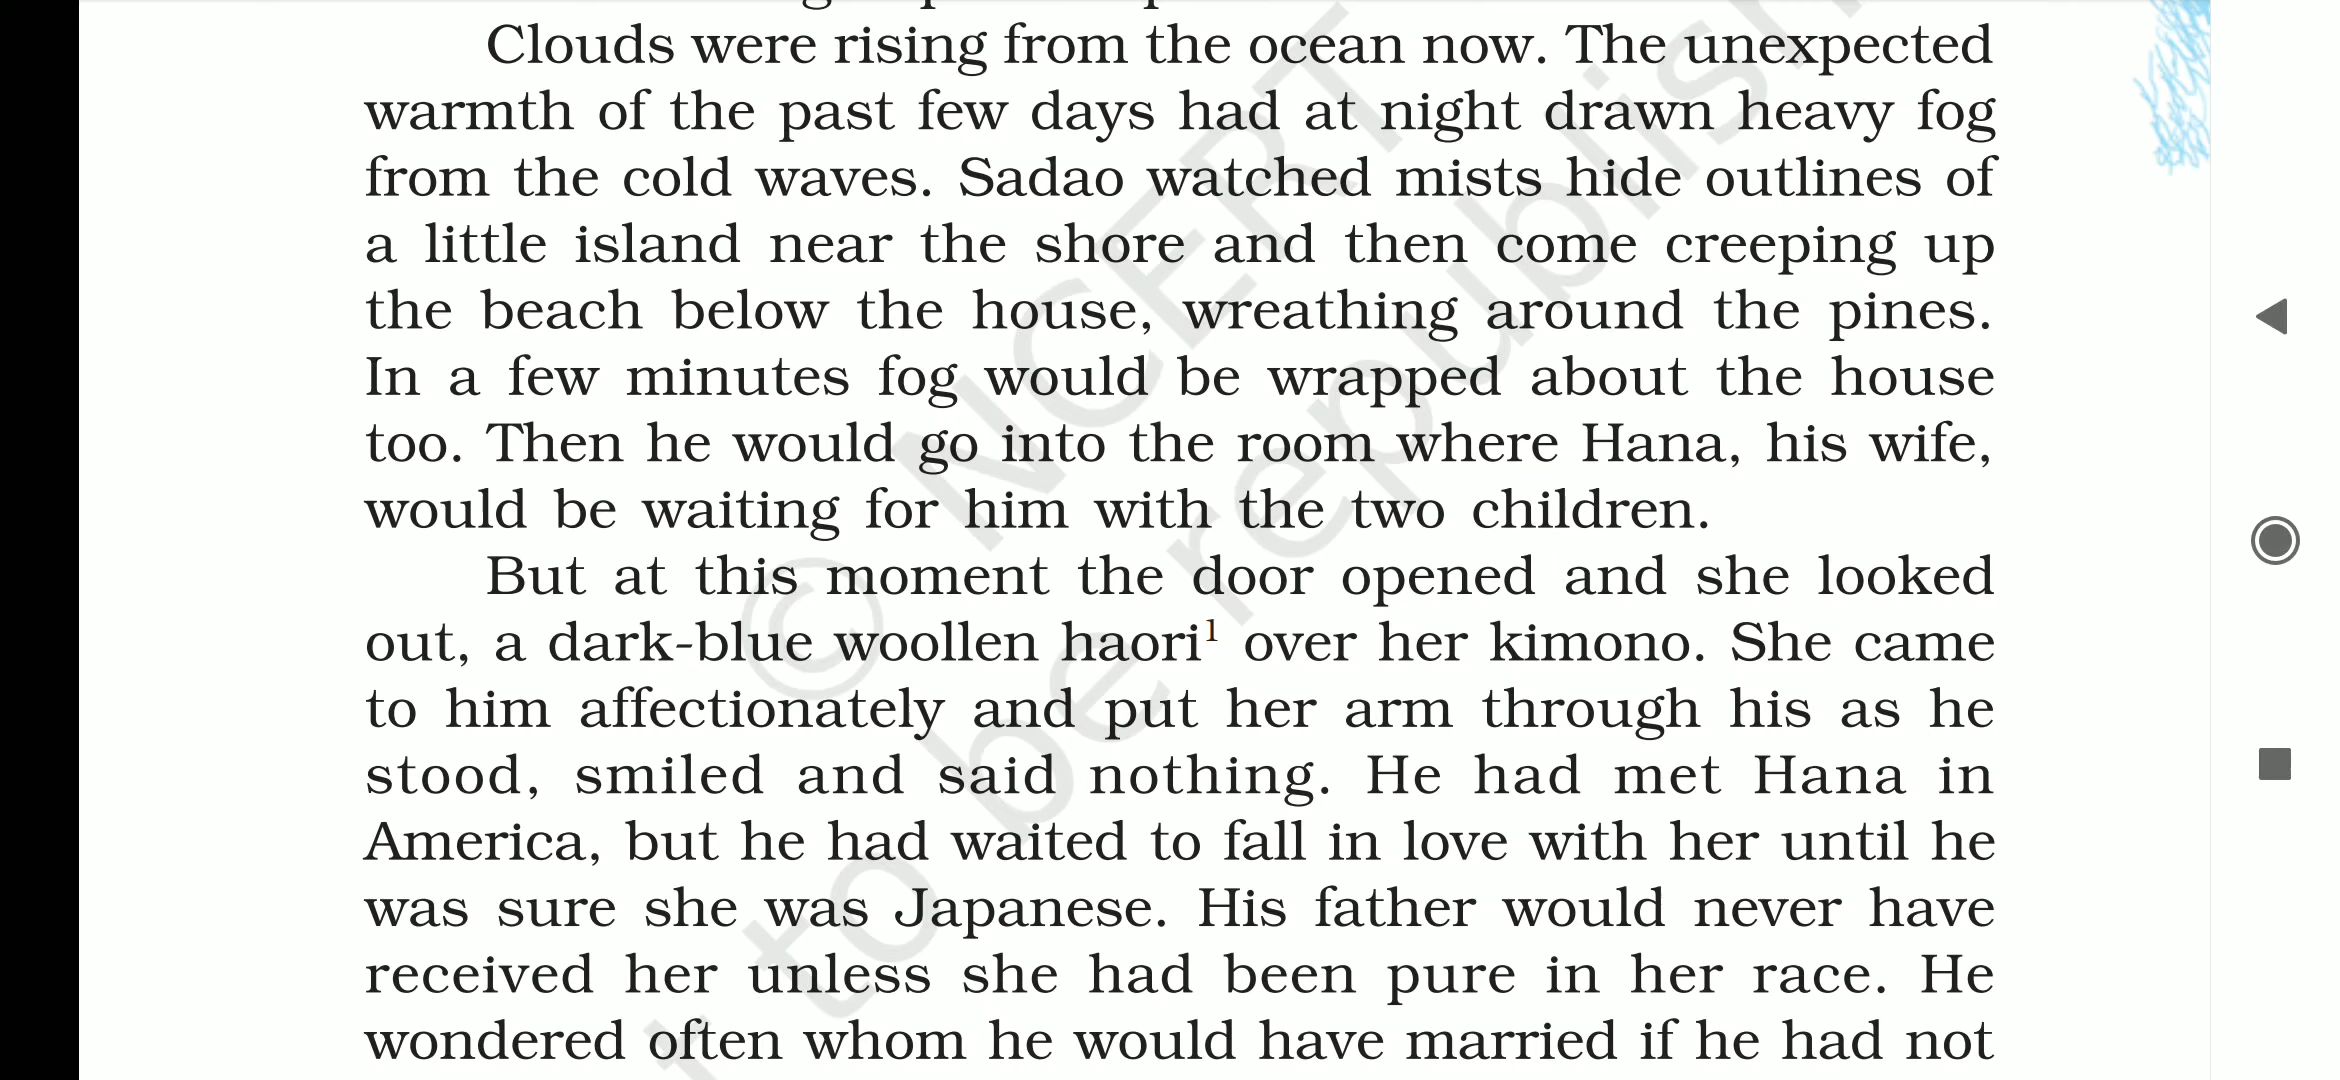 Clouds were rising from the ocean now. The unexpected
warmth of the past few days had at night drawn heavy fog
from the cold waves. Sadao watched mists hide outlines of
a little island near the shore and then come creeping up
the beach below the house, wreathing around the pines.
In a few minutes fog would be wrapped about the house
too. Then he would go into the room where Hana, his wife,
would be waiting for him with the two children.
But at this moment the door opened and she looked
out, a dark-blue woollen haori¹ over her kimono. She came
to him affectionately and put her arm through his as he
stood, smiled and said nothing. He had met Hana in
America, but he had waited to fall in love with her until he
was sure she was Japanese. His father would never have
received her unless she had been pure in her race. He
wondered often whom he would have married if he had not
© NCERT
to be republish